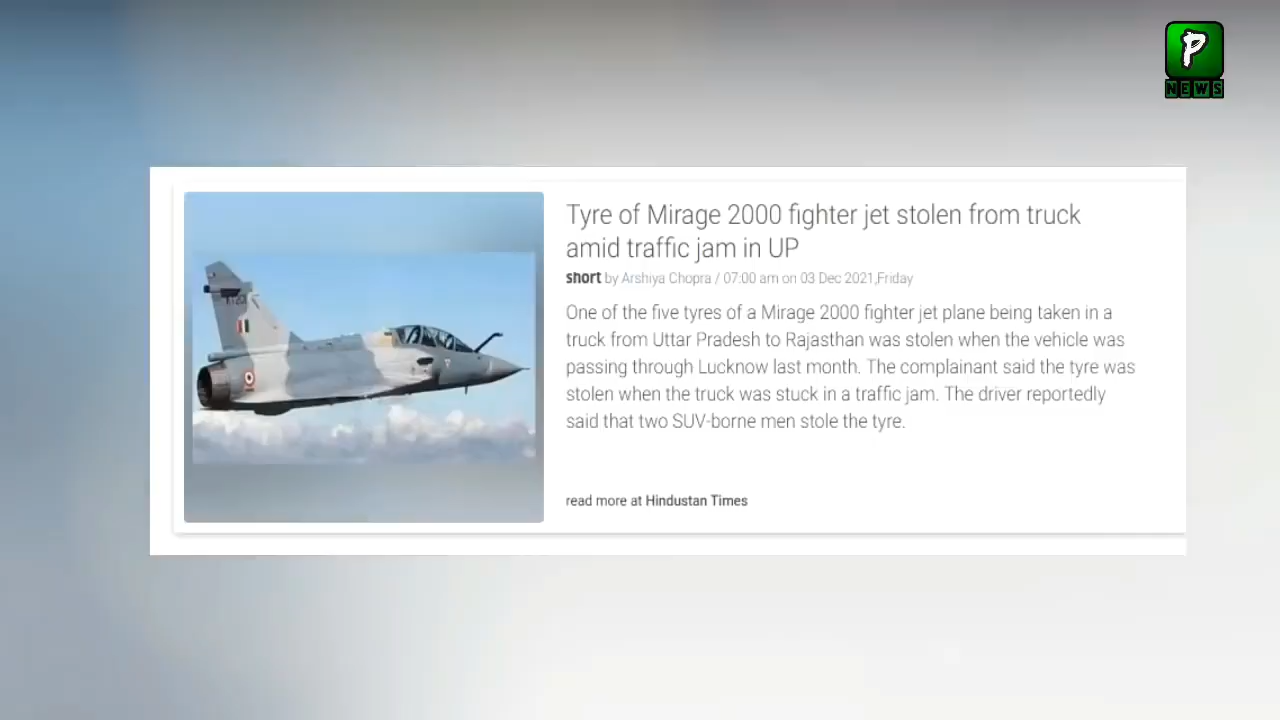 P
NEWS
Tyre of Mirage 2000 fighter jet stolen from truck
amid traffic jam in UP
short by Arshiya Chopra / 07:00 am on 03 Dec 2021,Friday
One of the five tyres of a Mirage 2000 fighter jet plane being taken in a
truck from Uttar Pradesh to Rajasthan was stolen when the vehicle was
passing through Lucknow last month. The complainant said the tyre was
stolen when the truck was stuck in a traffic jam. The driver reportedly
said that two SUV-borne men stole the tyre.
read more at Hindustan Times